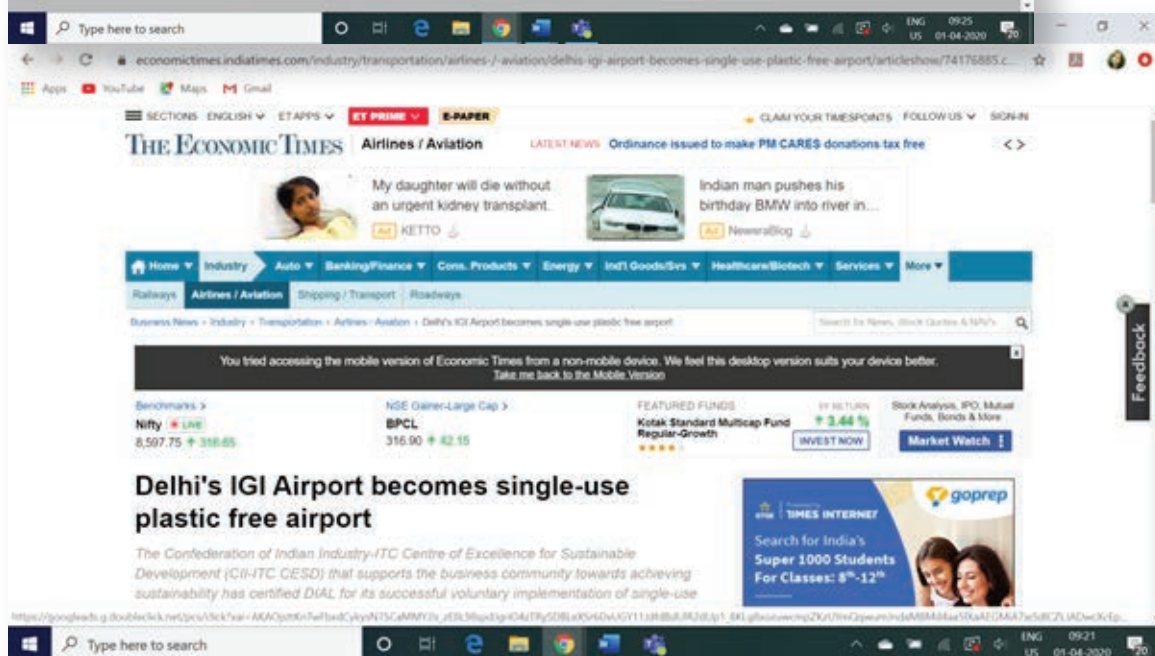 Type here to search
ENG 09:25
US 01-04-2020
20
economictimes.indiatimes.com/industry/transportation/airlines-/-aviation/delhis-igi-airport-becomes-single-use-plastic-free-airport/articleshow/74176885.c...
Apps YouTube Maps Gmail
SECTIONS ENGLISH ET APPS ET PRIME E-PAPER CLAIM YOUR TIMESPOINTS FOLLOW US SIGN-IN
THE ECONOMIC TIMES Airlines / Aviation LATEST NEWS Ordinance issued to make PM CARES donations tax free
My daughter will die without
an urgent kidney transplant.
Ad KETTO
Indian man pushes his
birthday BMW into river in...
Ad NeweraBlog
Home Industry Auto Banking/Finance Cons. Products Energy Ind'l Goods/Svs Healthcare/Biotech Services More
Railways Airlines / Aviation Shipping / Transport Roadways
Business News › Industry › Transportation › Airlines / Aviation › Delhi's IGI Airport becomes single-use plastic free airport
Search for News, Stock Quotes & NAV's
Feedback
You tried accessing the mobile version of Economic Times from a non-mobile device. We feel this desktop version suits your device better.
Take me back to the Mobile Version
Benchmarks >
Nifty LIVE
8,597.75 316.65
NSE Gainer-Large Cap >
BPCL
316.90 42.15
FEATURED FUNDS
Kotak Standard Multicap Fund
Regular-Growth
5Y RETURN
3.44 %
INVEST NOW
Stock Analysis, IPO, Mutual
Funds, Bonds & More
Market Watch
Delhi's IGI Airport becomes single-use
plastic free airport
The Confederation of Indian Industry-ITC Centre of Excellence for Sustainable
Development (CII-ITC CESD) that supports the business community towards achieving
sustainability has certified DIAL for its successful voluntary implementation of single-use
goprep
TIMES INTERNET
Search for India's
Super 1000 Students
For Classes: 8th-12th
Type here to search
ENG 09:21
US 01-04-2020
20